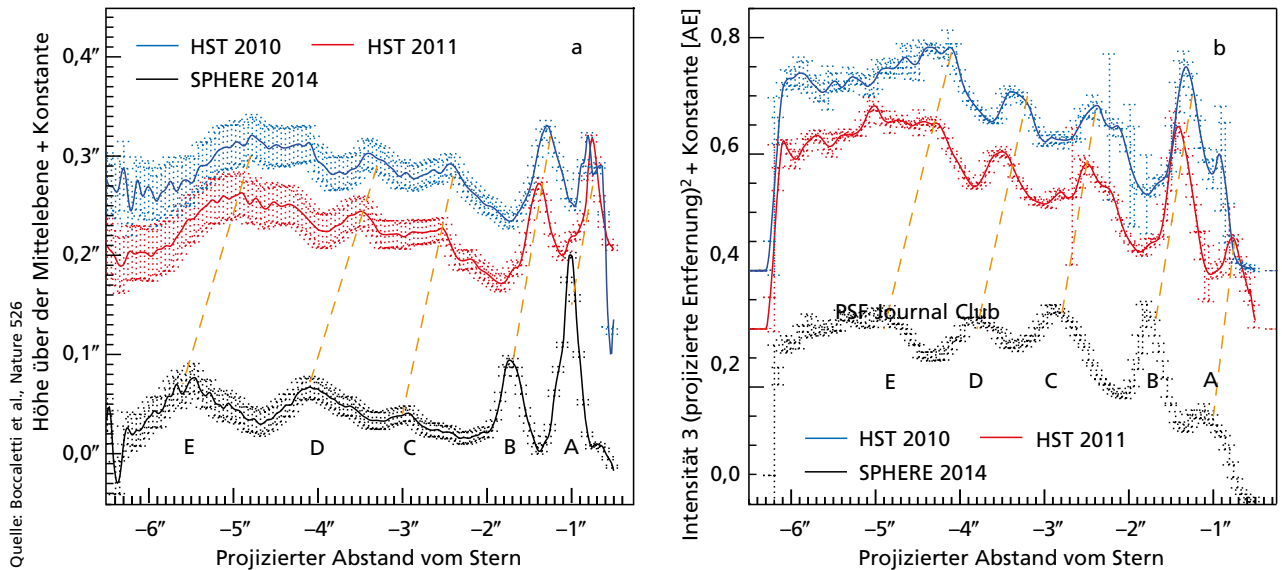 Quelle: Boccaletti et al., Nature 526
Höhe über der Mittelebene + Konstante
0,4″
0,3″
0,2″
0,1″
0,0″
HST 2010
HST 2011
SPHERE 2014
a
E
D
C
B
A
−6″ −5″ −4″ −3″ −2″ −1″
Projizierter Abstand vom Stern
Intensität 3 (projizierte Entfernung)² + Konstante [AE]
0,8
0,6
0,4
0,2
0,0
b
PSF Journal Club
E
D
C
B
A
HST 2010
HST 2011
SPHERE 2014
−6″ −5″ −4″ −3″ −2″ −1″
Projizierter Abstand vom Stern